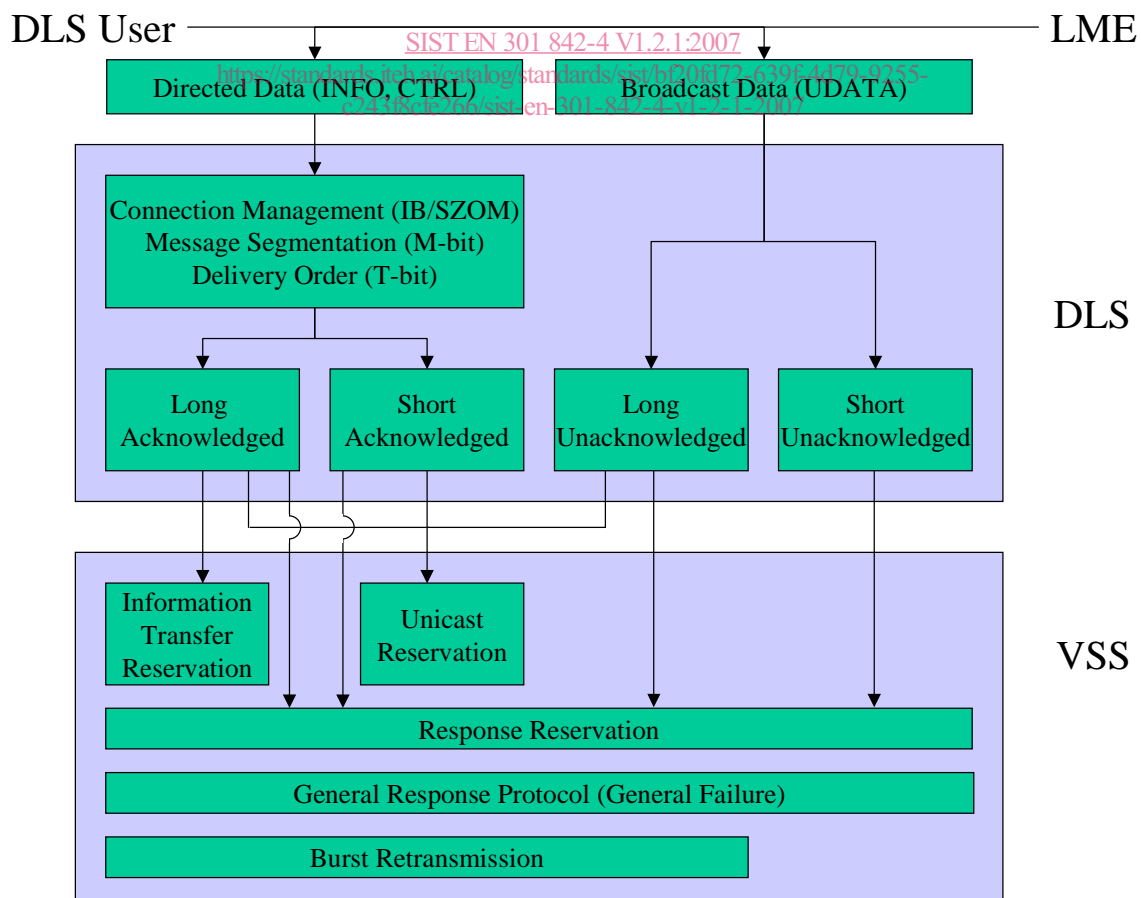 DLS User
LME
SIST EN 301 842-4 V1.2.1:2007
https://standards.iteh.ai/catalog/standards/sist/bf20fd72-639f-4d79-9255-
c243f8cfe266/sist-en-301-842-4-v1-2-1-2007
Directed Data (INFO, CTRL)
Broadcast Data (UDATA)
Connection Management (IB/SZOM)
Message Segmentation (M-bit)
Delivery Order (T-bit)
DLS
Long
Acknowledged
Short
Acknowledged
Long
Unacknowledged
Short
Unacknowledged
Information
Transfer
Reservation
Unicast
Reservation
VSS
Response Reservation
General Response Protocol (General Failure)
Burst Retransmission